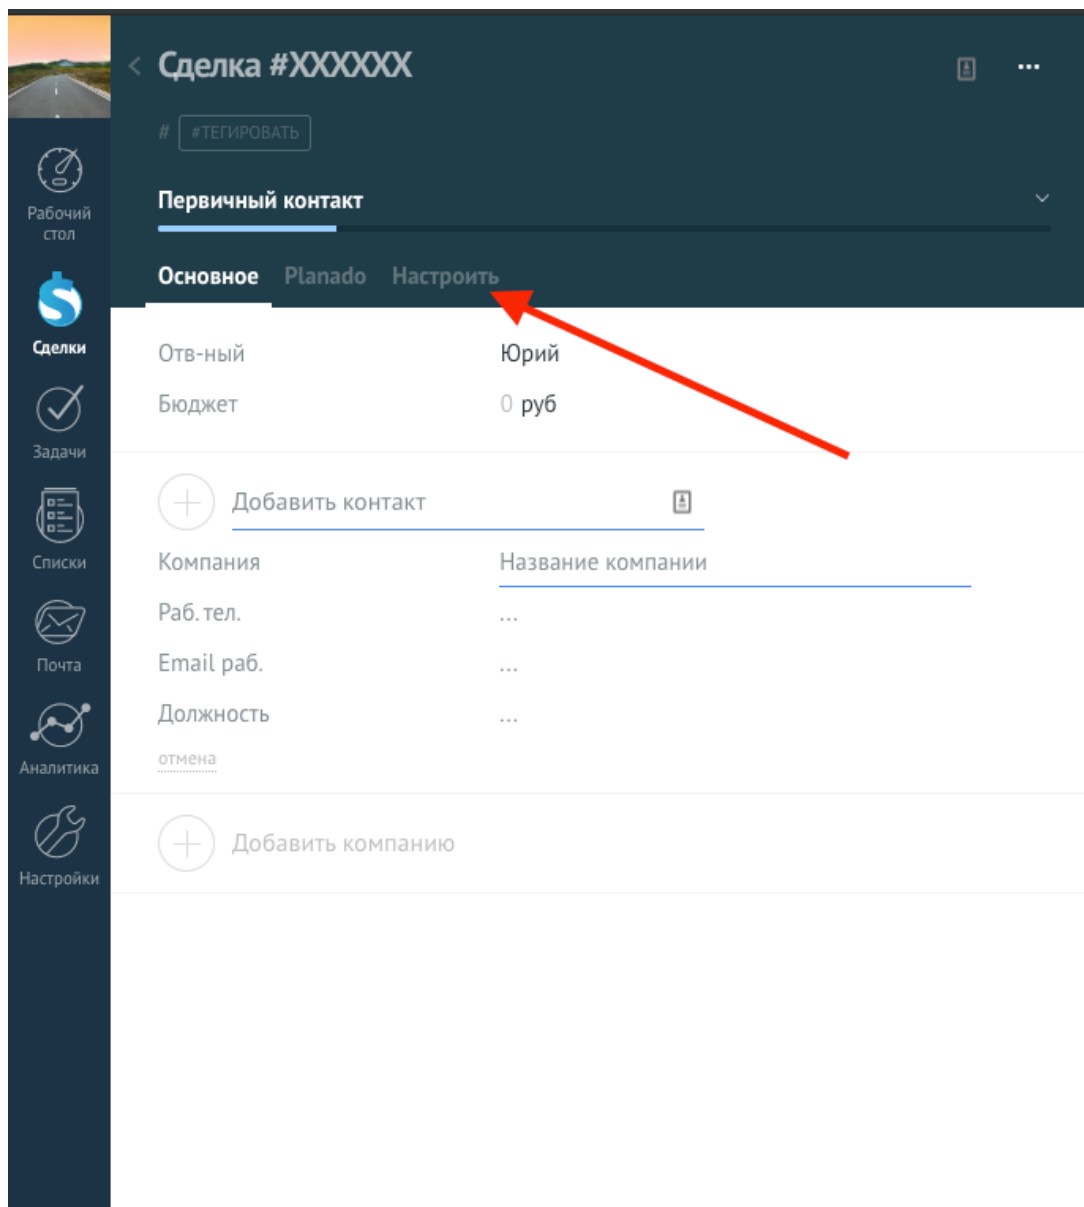 Сделка #XXXXXX
# #ТЕГИРОВАТЬ
Первичный контакт
Основное Planado Настроить
Рабочий
стол
Сделки
Задачи
Списки
Почта
Аналитика
Настройки
Отв-ный Юрий
Бюджет 0 руб
Добавить контакт
Компания Название компании
Раб. тел. ...
Email раб. ...
Должность ...
отмена
Добавить компанию